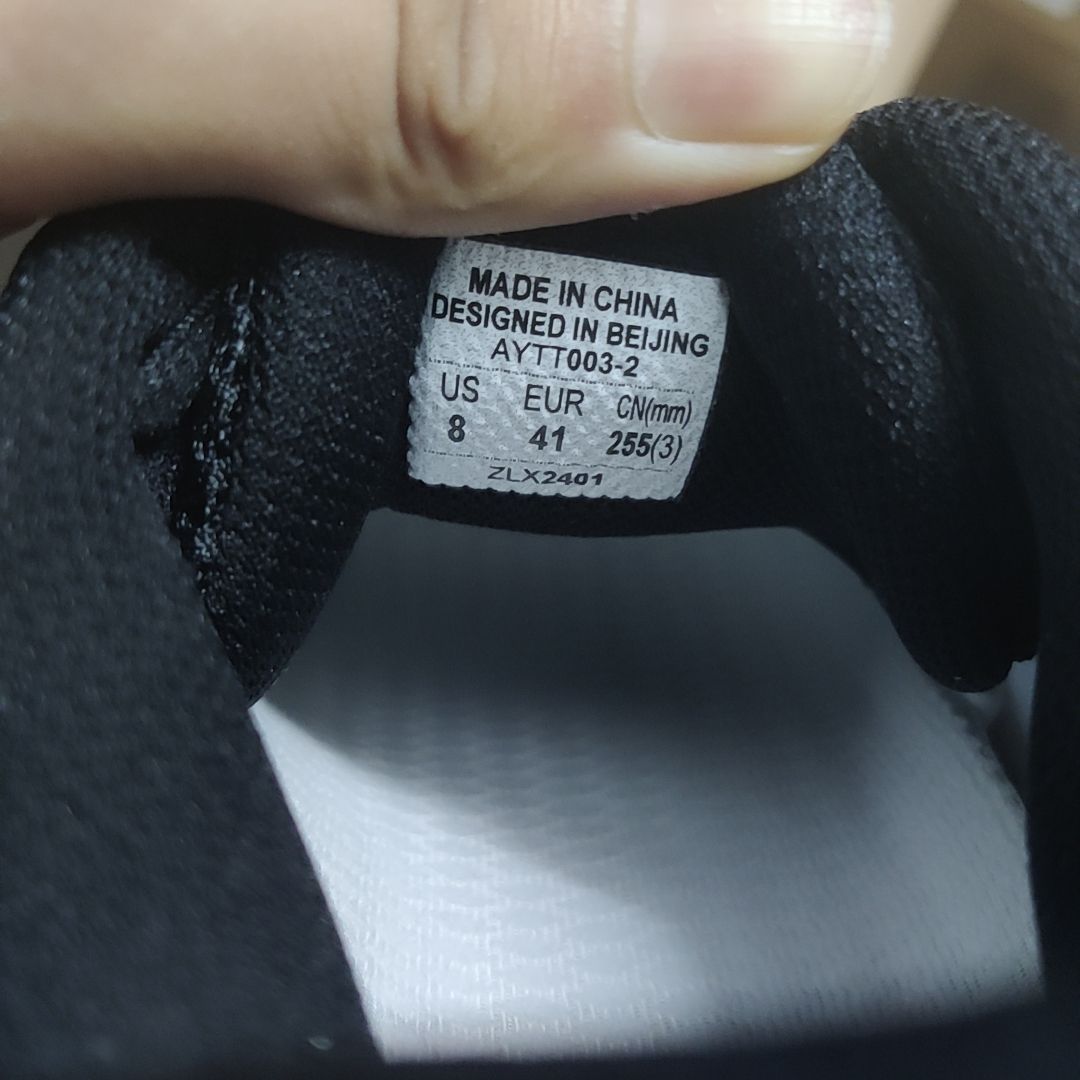 MADE IN CHINA
DESIGNED IN BEIJING
AYTT003-2
US EUR CN(mm)
8 41 255(3)
ZLX2401